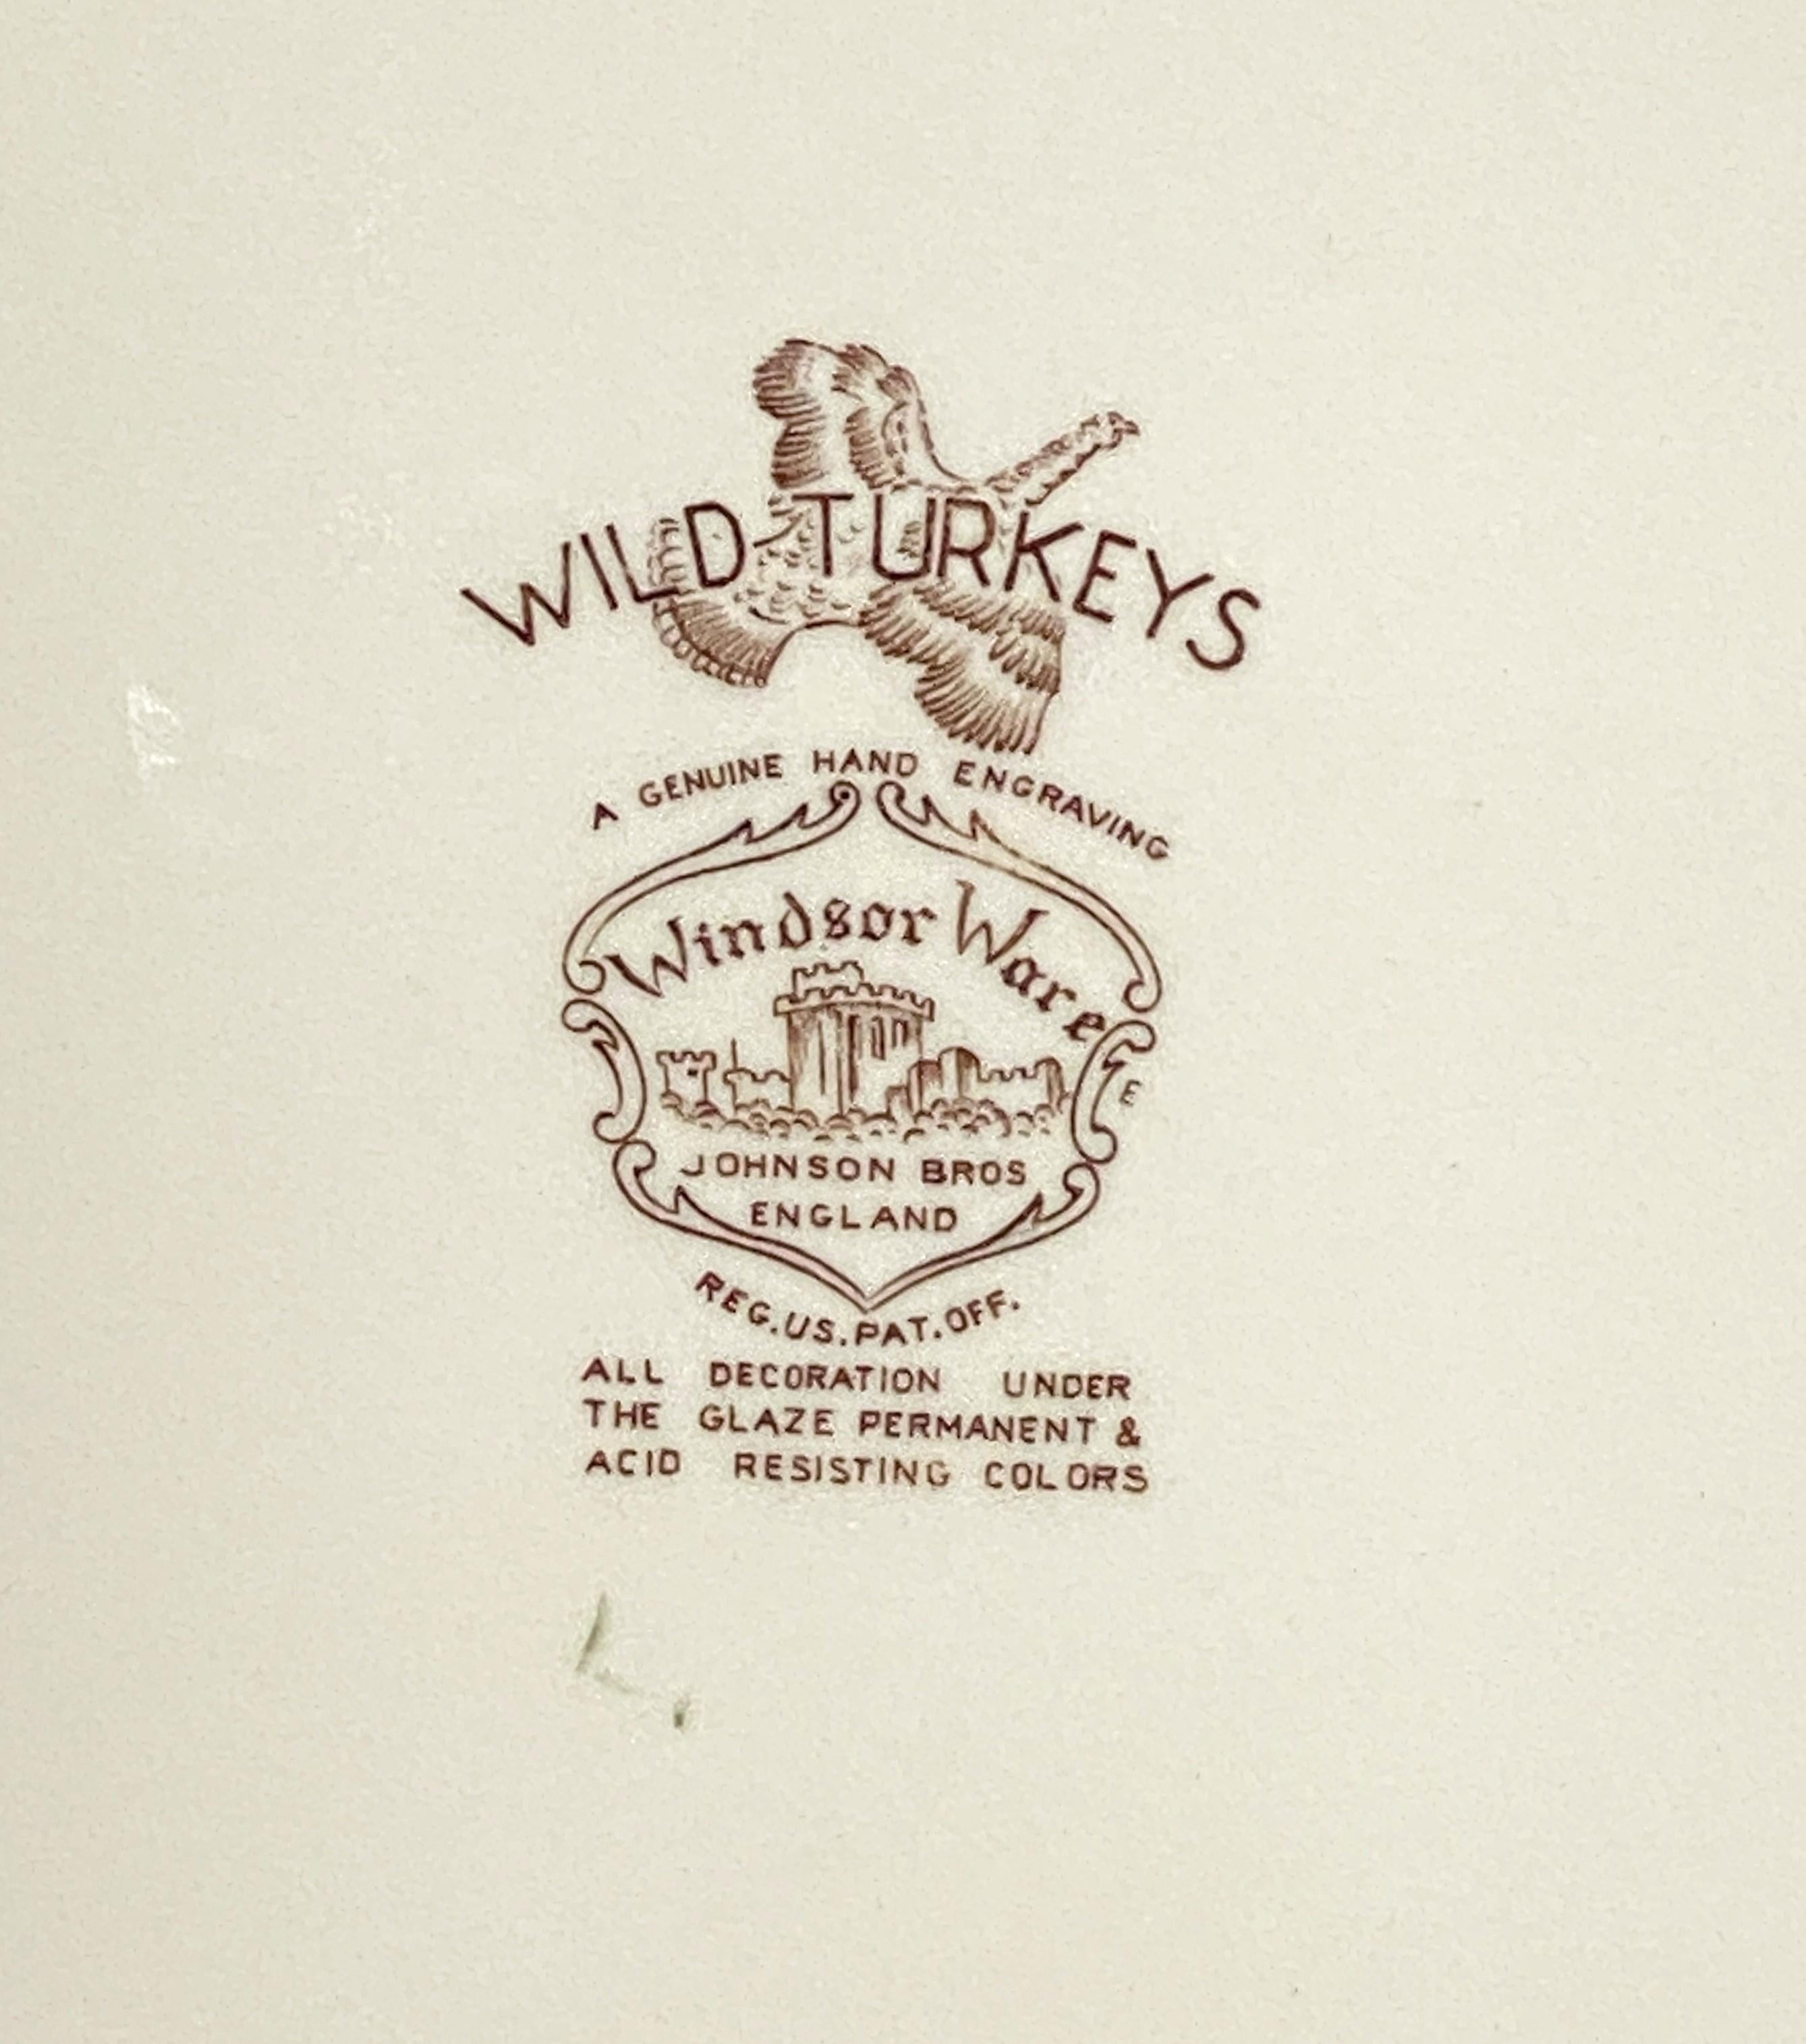 WILD TURKEYS
A GENUINE HAND ENGRAVING
Windsor Ware
E
JOHNSON BROS
ENGLAND
REG.US.PAT.OFF.
ALL DECORATION UNDER
THE GLAZE PERMANENT &
ACID RESISTING COLORS